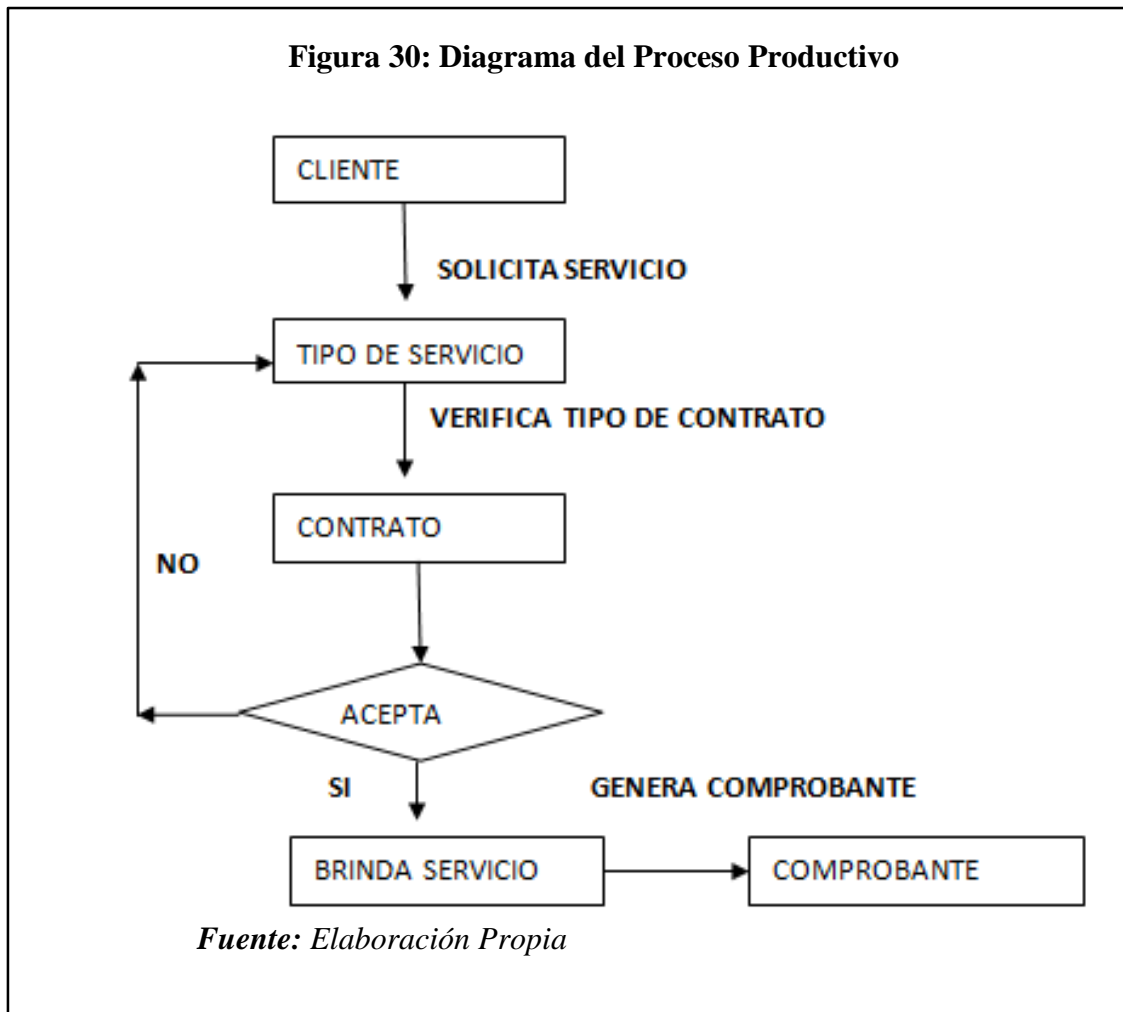 Figura 30: Diagrama del Proceso Productivo
CLIENTE
SOLICITA SERVICIO
TIPO DE SERVICIO
VERIFICA TIPO DE CONTRATO
CONTRATO
NO
ACEPTA
SI
GENERA COMPROBANTE
BRINDA SERVICIO
COMPROBANTE
Fuente: Elaboración Propia